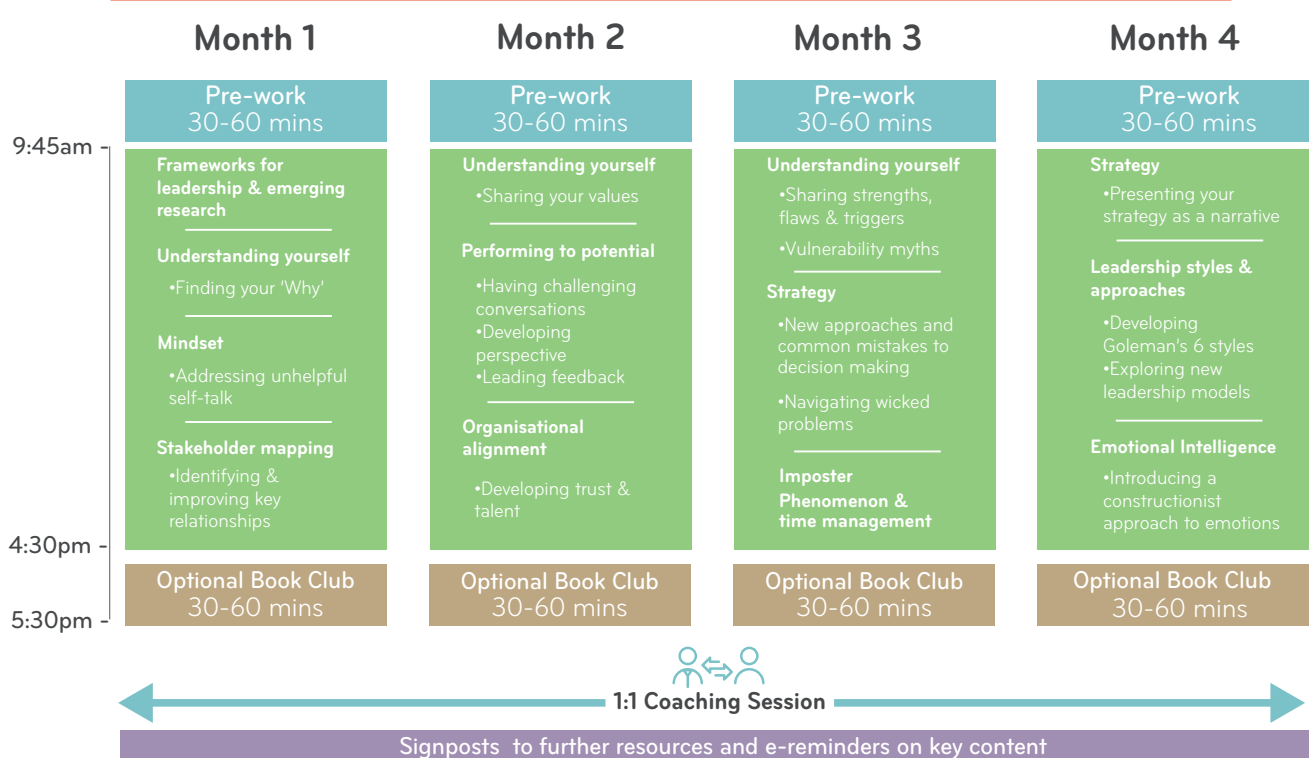 Month 1
Month 2
Month 3
Month 4
9:45am -
4:30pm -
5:30pm -
Pre-work
30-60 mins
Frameworks for
leadership & emerging
research
Understanding yourself
•Finding your 'Why'
Mindset
•Addressing unhelpful
self-talk
Stakeholder mapping
•Identifying &
improving key
relationships
Optional Book Club
30-60 mins
Pre-work
30-60 mins
Understanding yourself
•Sharing your values
Performing to potential
•Having challenging
conversations
•Developing
perspective
•Leading feedback
Organisational
alignment
•Developing trust &
talent
Optional Book Club
30-60 mins
Pre-work
30-60 mins
Understanding yourself
•Sharing strengths,
flaws & triggers
•Vulnerability myths
Strategy
•New approaches and
common mistakes to
decision making
•Navigating wicked
problems
Imposter
Phenomenon &
time management
Optional Book Club
30-60 mins
Pre-work
30-60 mins
Strategy
•Presenting your
strategy as a narrative
Leadership styles &
approaches
•Developing
Goleman's 6 styles
•Exploring new
leadership models
Emotional Intelligence
•Introducing a
constructionist
approach to emotions
Optional Book Club
30-60 mins
1:1 Coaching Session
Signposts to further resources and e-reminders on key content